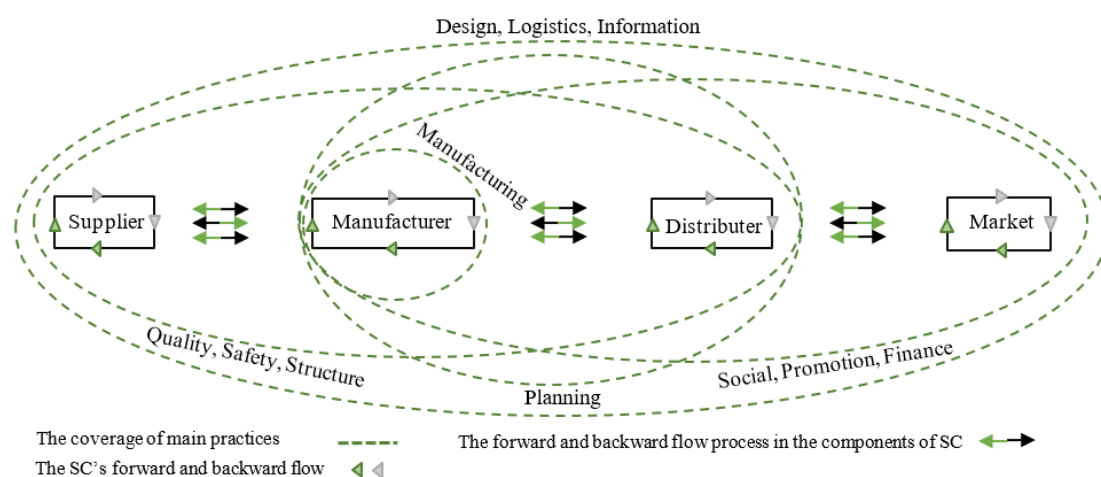 Design, Logistics, Information
Manufacturing
Supplier
Manufacturer
Distributer
Market
Quality, Safety, Structure
Social, Promotion, Finance
Planning
The coverage of main practices
The forward and backward flow process in the components of SC
The SC's forward and backward flow